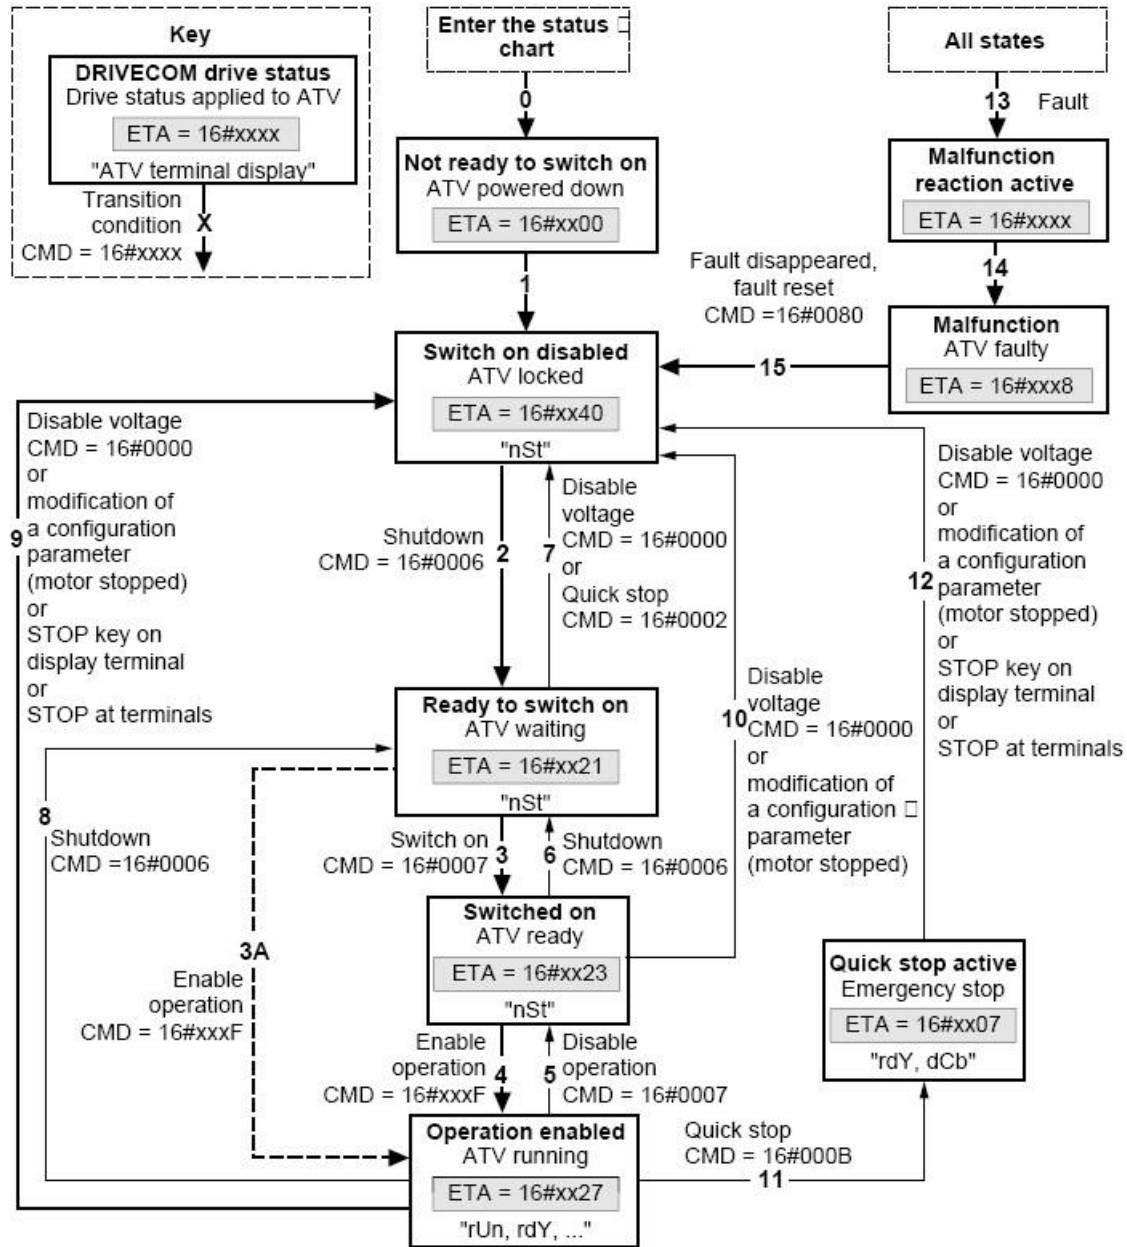 Key
DRIVECOM drive status
Drive status applied to ATV
ETA = 16#xxxx
"ATV terminal display"
Transition
condition
X
CMD = 16#xxxx
Enter the status □
chart
0
Not ready to switch on
ATV powered down
ETA = 16#xx00
1
All states
13
Fault
Malfunction
reaction active
ETA = 16#xxxx
14
Malfunction
ATV faulty
ETA = 16#xxx8
Fault disappeared,
fault reset
CMD =16#0080
15
Switch on disabled
ATV locked
ETA = 16#xx40
"nSt"
Disable voltage
CMD = 16#0000
or
modification of
9 a configuration
parameter
(motor stopped)
or
STOP key on
display terminal
or
STOP at terminals
Shutdown
CMD = 16#0006
2
7
Disable
voltage
CMD = 16#0000
or
Quick stop
CMD = 16#0002
Disable voltage
CMD = 16#0000
or
modification of
a configuration
12 parameter
(motor stopped)
or
STOP key on
display terminal
or
STOP at terminals
Ready to switch on
ATV waiting
ETA = 16#xx21
"nSt"
Disable
voltage
10
CMD = 16#0000
or
modification of
a configuration □
parameter
(motor stopped)
8
Shutdown
CMD =16#0006
Switch on
CMD = 16#0007
3
6
Shutdown
CMD = 16#0006
Switched on
ATV ready
ETA = 16#xx23
"nSt"
3A
Enable
operation
CMD = 16#xxxF
Enable
operation
CMD = 16#xxxF
4
5
Disable
operation
CMD = 16#0007
Quick stop active
Emergency stop
ETA = 16#xx07
"rdY, dCb"
Operation enabled
ATV running
ETA = 16#xx27
"rUn, rdY, ..."
Quick stop
CMD = 16#000B
11